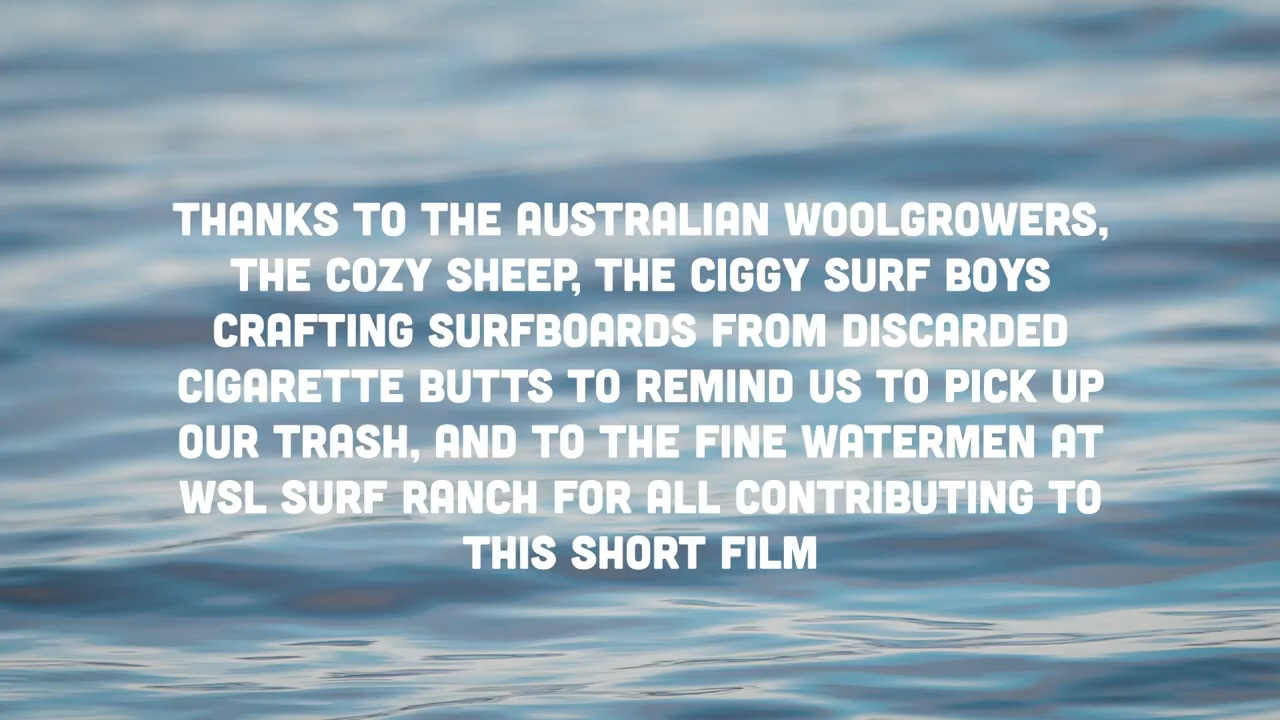 THANKS TO THE AUSTRALIAN WOOLGROWERS,
THE COZY SHEEP, THE CIGGY SURF BOYS
CRAFTING SURFBOARDS FROM DISCARDED
CIGARETTE BUTTS TO REMIND US TO PICK UP
OUR TRASH, AND TO THE FINE WATERMEN AT
WSL SURF RANCH FOR ALL CONTRIBUTING TO
THIS SHORT FILM